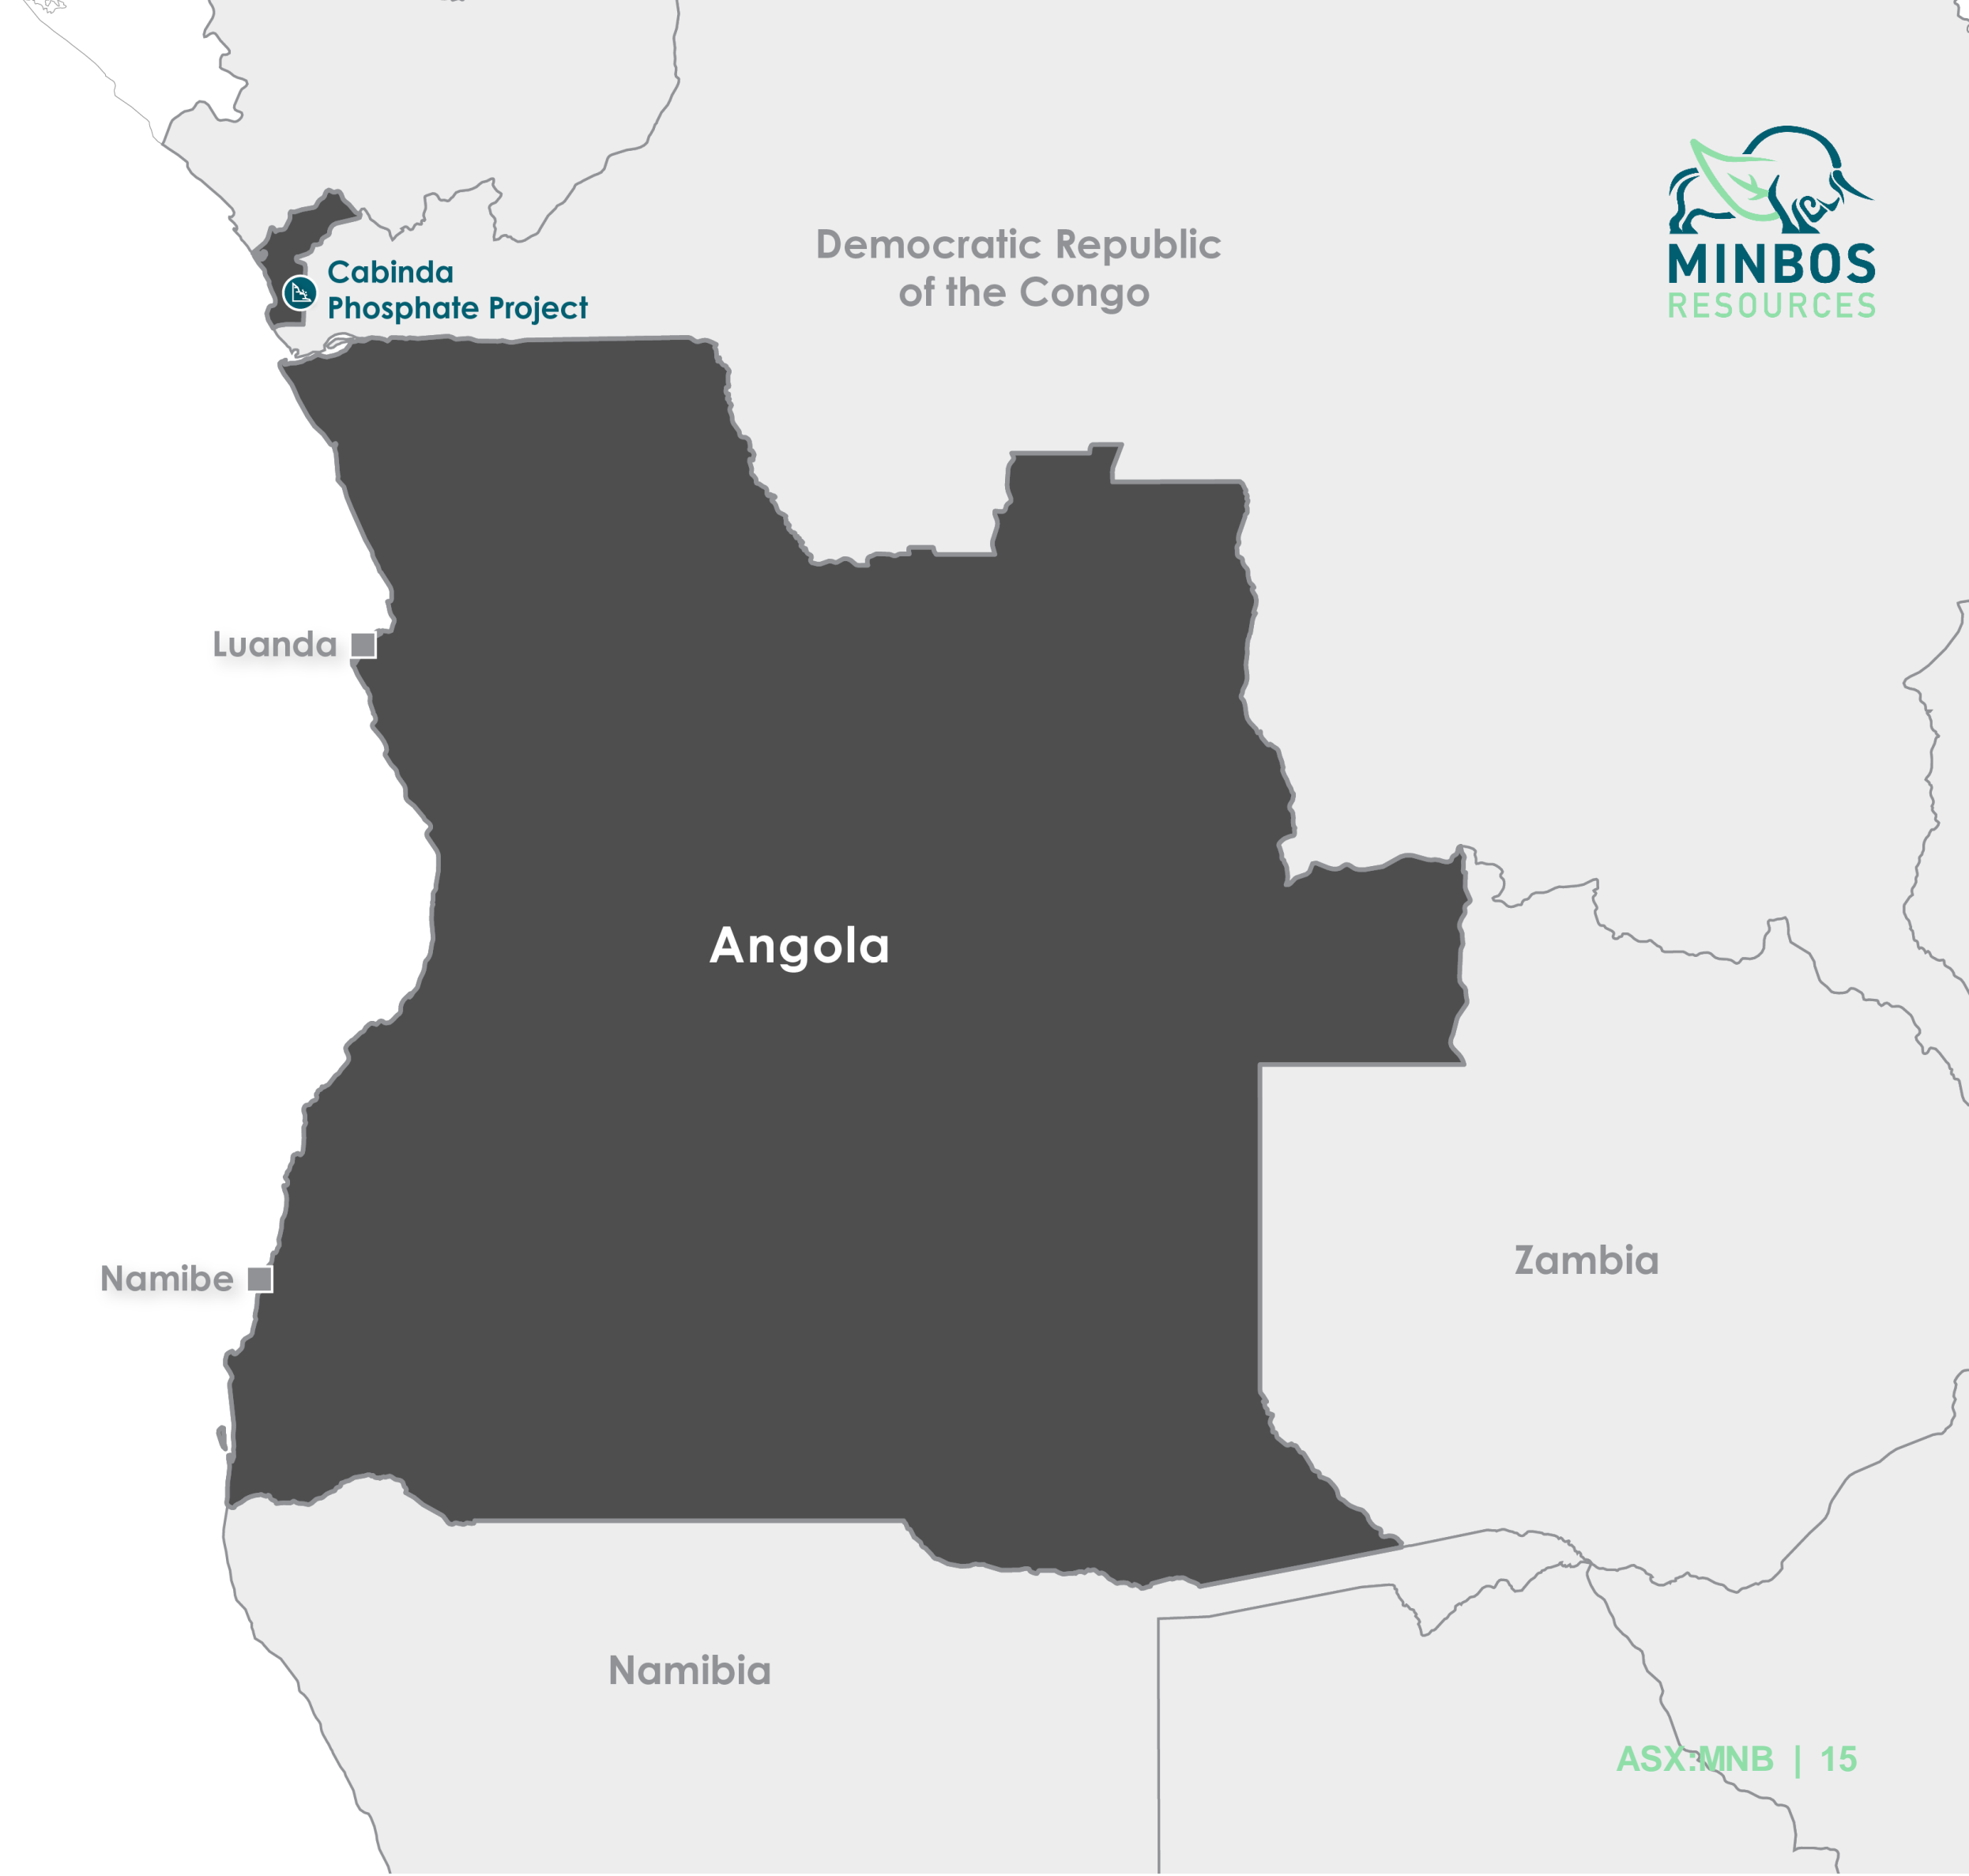 MINBOS
RESOURCES
Democratic Republic
of the Congo
Cabinda
Phosphate Project
Luanda
Angola
Namibe
Zambia
Namibia
ASX:MNB | 15